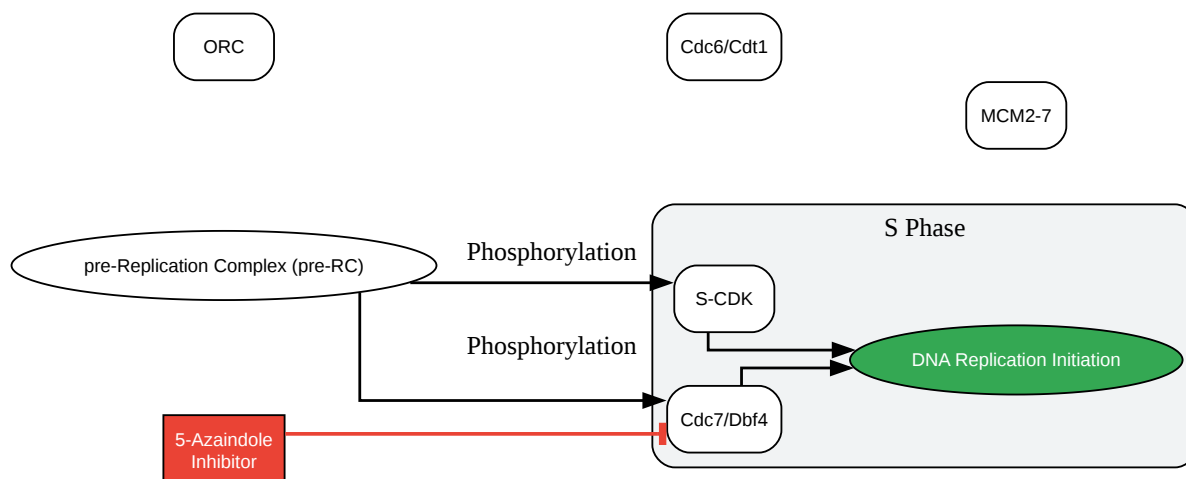 ORC
Cdc6/Cdt1
MCM2-7
S Phase
Phosphorylation
pre-Replication Complex (pre-RC)
S-CDK
Phosphorylation
DNA Replication Initiation
Cdc7/Dbf4
5-Azaindole
Inhibitor